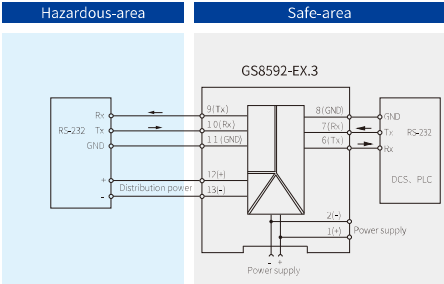 Hazardous-area
Safe-area
GS8592-EX.3
RS-232
Rx
Tx
GND
+
-
Distribution power
9(Tx)
10(Rx)
11(GND)
12(+)
13(-)
8(GND)
7(Rx)
6(Tx)
2(-)
1(+)
GND
Tx
Rx
RS-232
DCS、PLC
Power supply
- +
Power supply